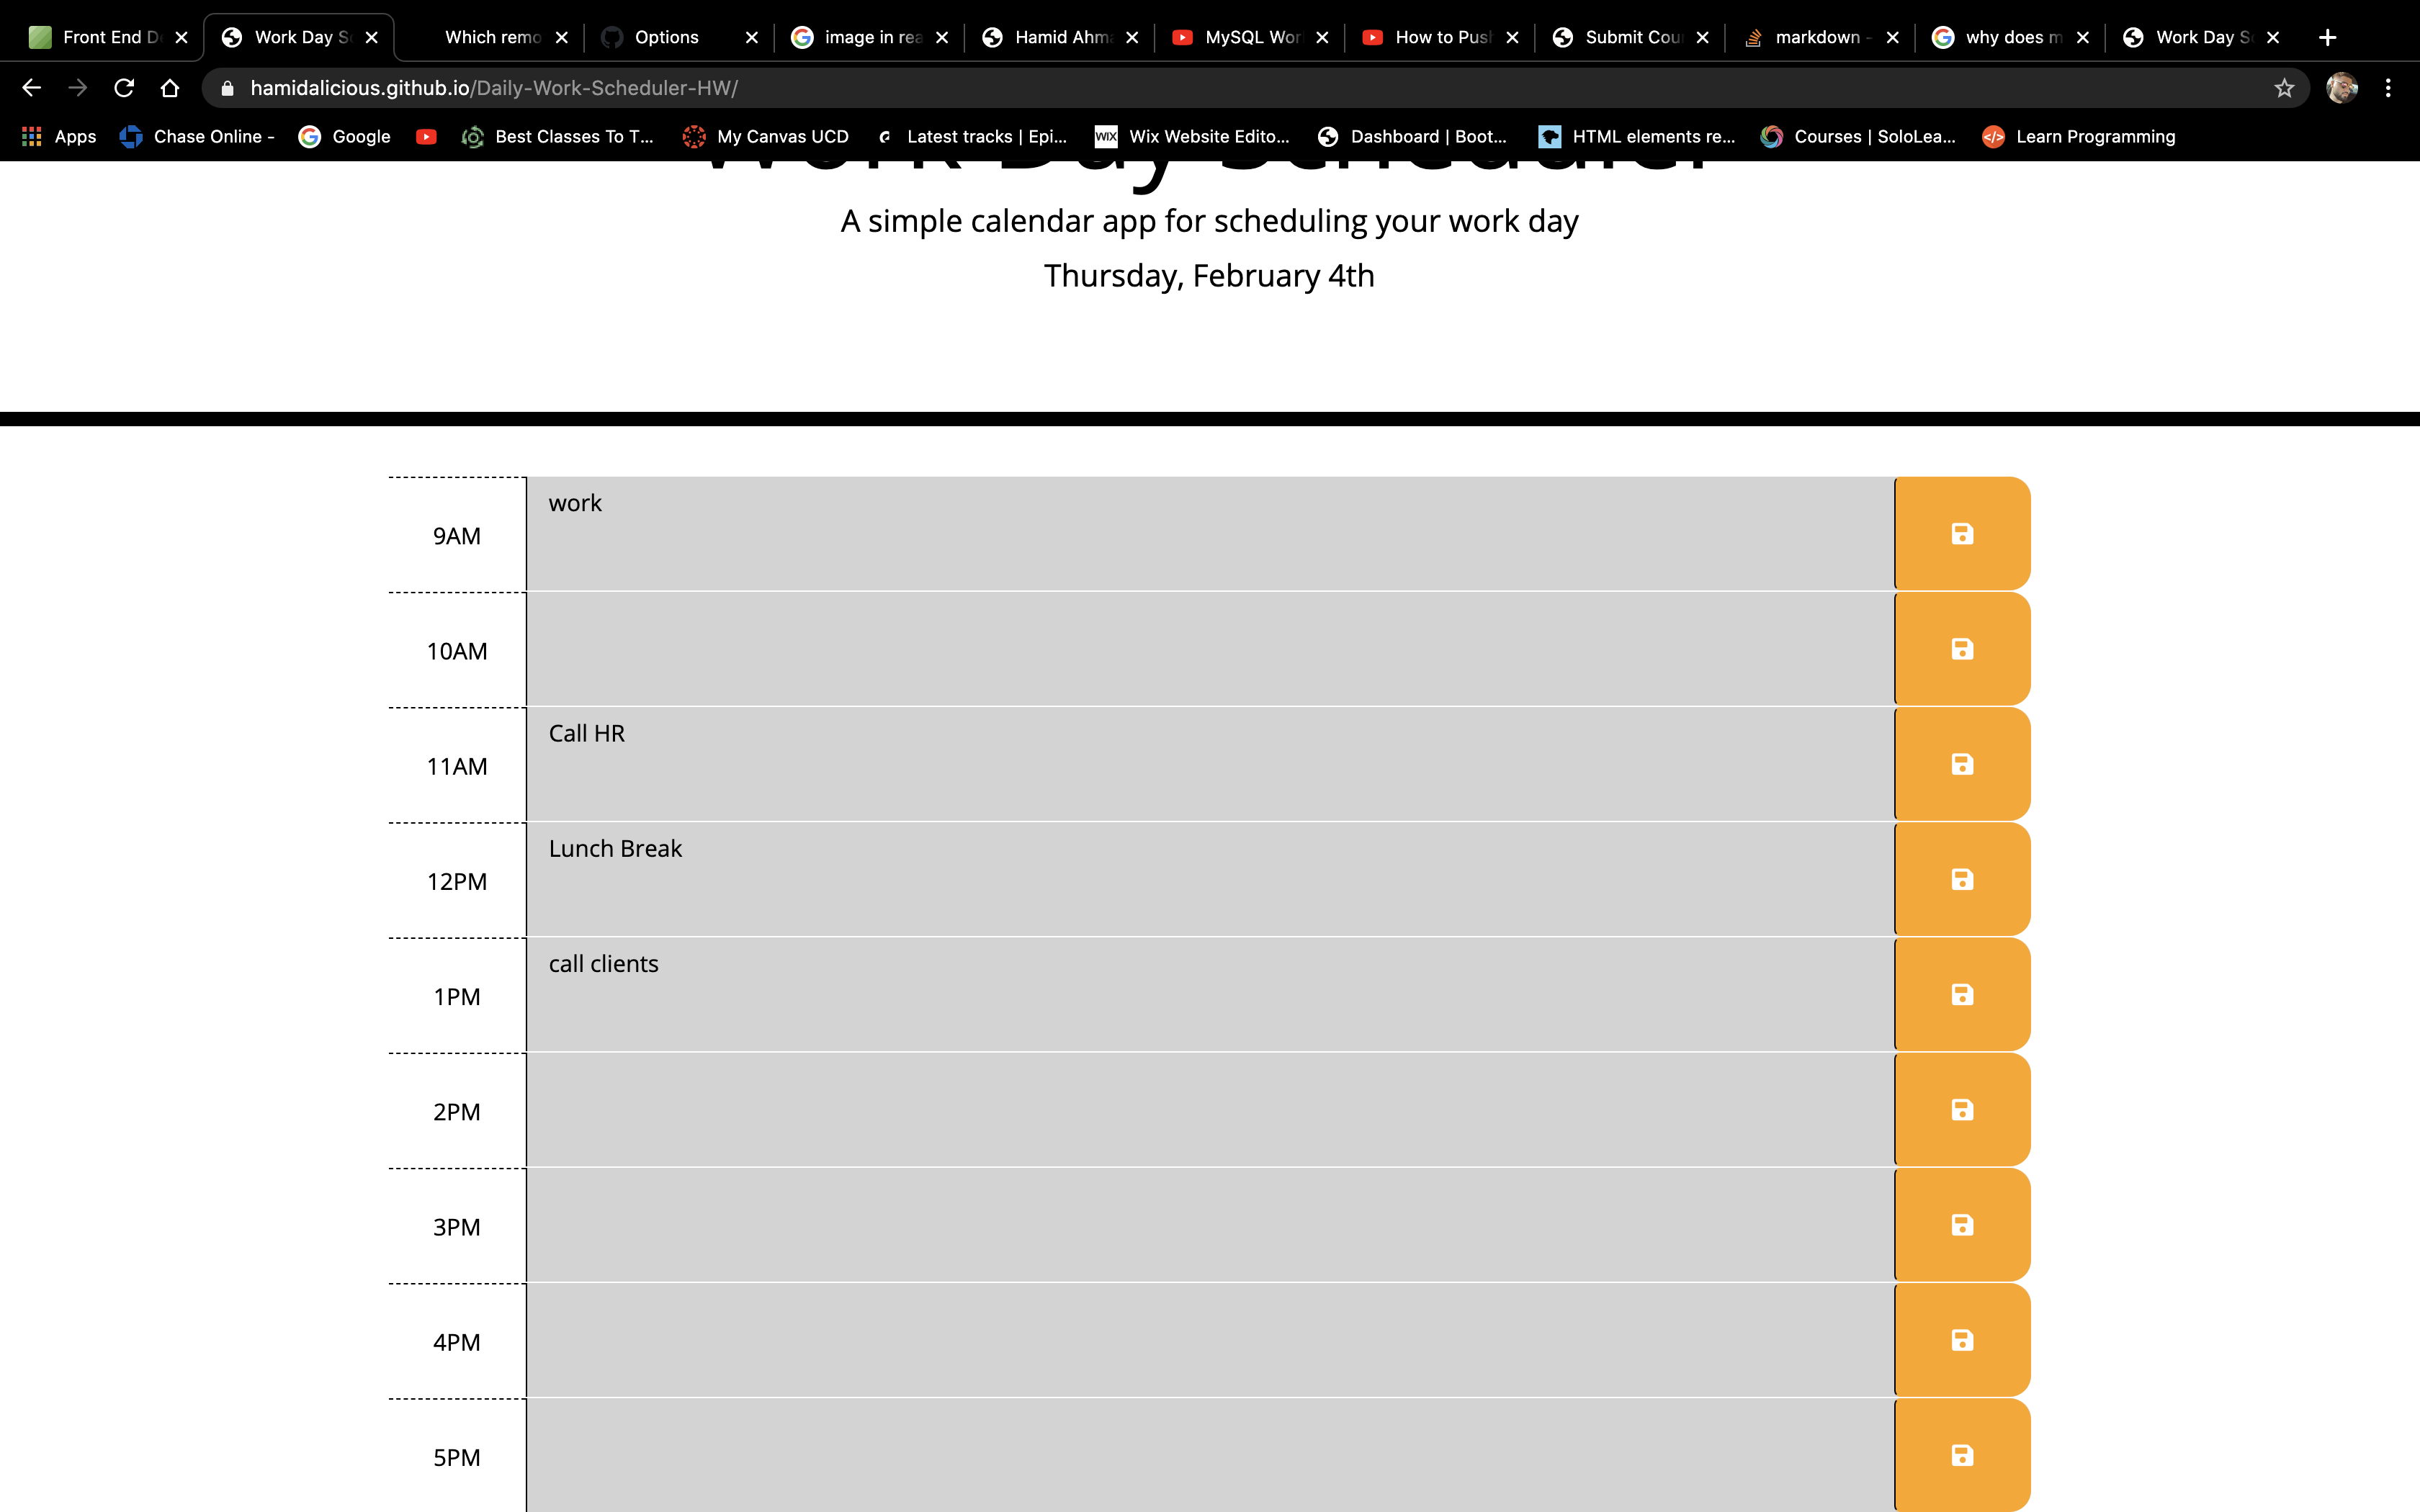 Front End D
Work Day S
Which remo
Options
image in rea
Hamid Ahm
MySQL Wor
How to Pus
Submit Cou
markdown -
why does m
Work Day S
hamidalicious.github.io/Daily-Work-Scheduler-HW/
Apps
Chase Online -
Google
Best Classes To T...
My Canvas UCD
Latest tracks | Epi...
WIX
Wix Website Edito...
Dashboard | Boot...
HTML elements re...
Courses | SoloLea...
Learn Programming
Work Day Scheduler
A simple calendar app for scheduling your work day
Thursday, February 4th
9AM
work
10AM
11AM
Call HR
12PM
Lunch Break
1PM
call clients
2PM
3PM
4PM
5PM